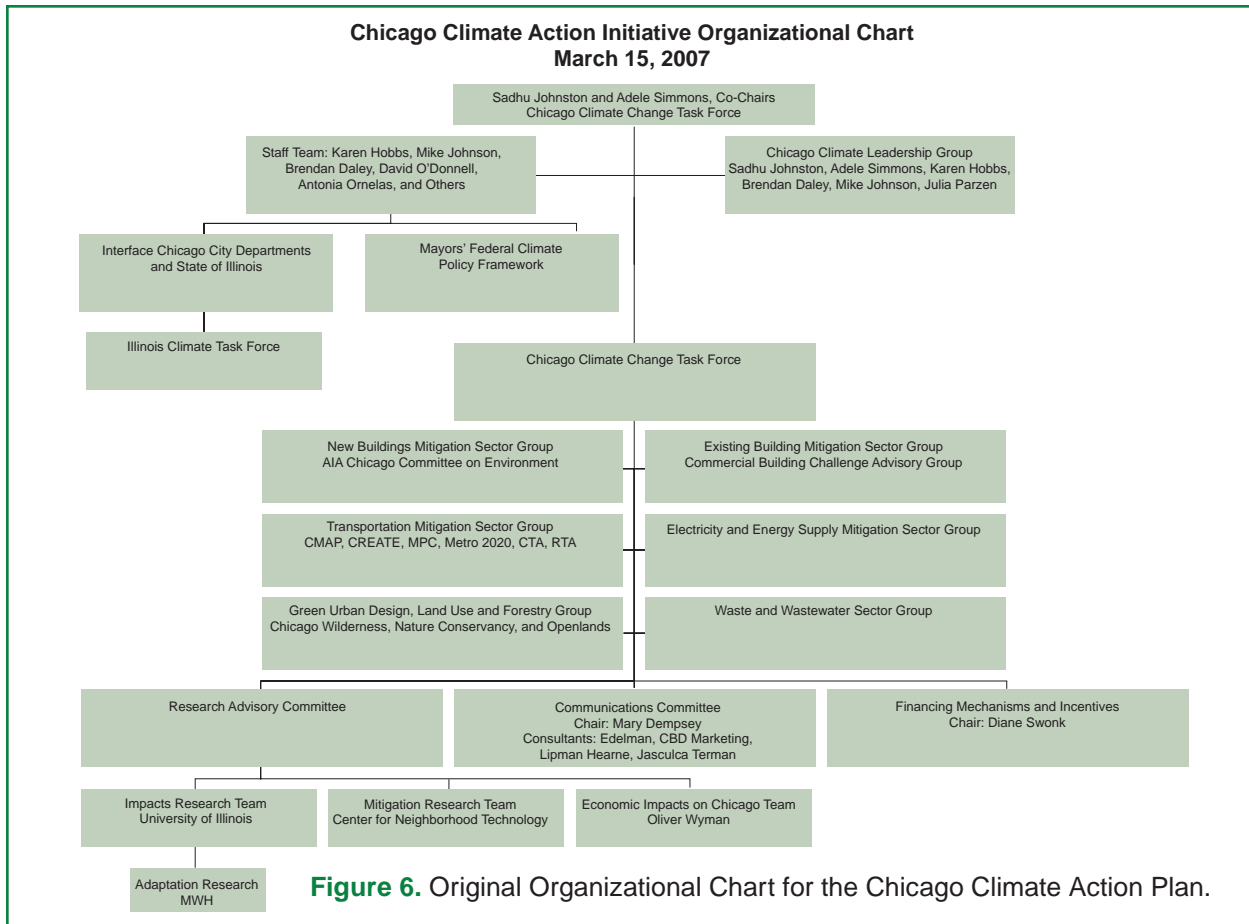 Chicago Climate Action Initiative Organizational Chart
March 15, 2007
Sadhu Johnston and Adele Simmons, Co-Chairs
Chicago Climate Change Task Force
Staff Team: Karen Hobbs, Mike Johnson,
Brendan Daley, David O’Donnell,
Antonia Ornelas, and Others
Chicago Climate Leadership Group
Sadhu Johnston, Adele Simmons, Karen Hobbs,
Brendan Daley, Mike Johnson, Julia Parzen
Interface Chicago City Departments
and State of Illinois
Mayors’ Federal Climate
Policy Framework
Illinois Climate Task Force
Chicago Climate Change Task Force
New Buildings Mitigation Sector Group
AIA Chicago Committee on Environment
Existing Building Mitigation Sector Group
Commercial Building Challenge Advisory Group
Transportation Mitigation Sector Group
CMAP, CREATE, MPC, Metro 2020, CTA, RTA
Electricity and Energy Supply Mitigation Sector Group
Green Urban Design, Land Use and Forestry Group
Chicago Wilderness, Nature Conservancy, and Openlands
Waste and Wastewater Sector Group
Research Advisory Committee
Communications Committee
Chair: Mary Dempsey
Consultants: Edelman, CBD Marketing,
Lipman Hearne, Jasculca Terman
Financing Mechanisms and Incentives
Chair: Diane Swonk
Impacts Research Team
University of Illinois
Mitigation Research Team
Center for Neighborhood Technology
Economic Impacts on Chicago Team
Oliver Wyman
Adaptation Research
MWH
Figure 6. Original Organizational Chart for the Chicago Climate Action Plan.